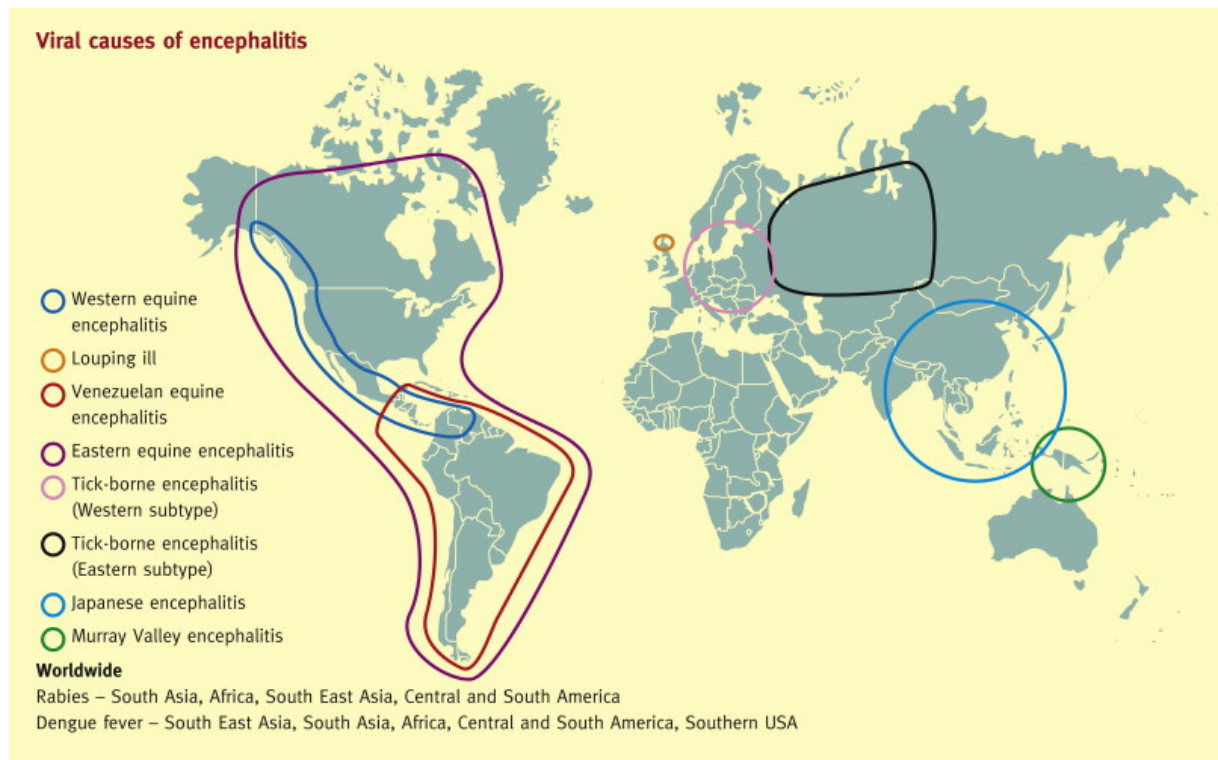 Viral causes of encephalitis
Western equine
encephalitis
Louping ill
Venezuelan equine
encephalitis
Eastern equine encephalitis
Tick-borne encephalitis
(Western subtype)
Tick-borne encephalitis
(Eastern subtype)
Japanese encephalitis
Murray Valley encephalitis
Worldwide
Rabies – South Asia, Africa, South East Asia, Central and South America
Dengue fever – South East Asia, South Asia, Africa, Central and South America, Southern USA